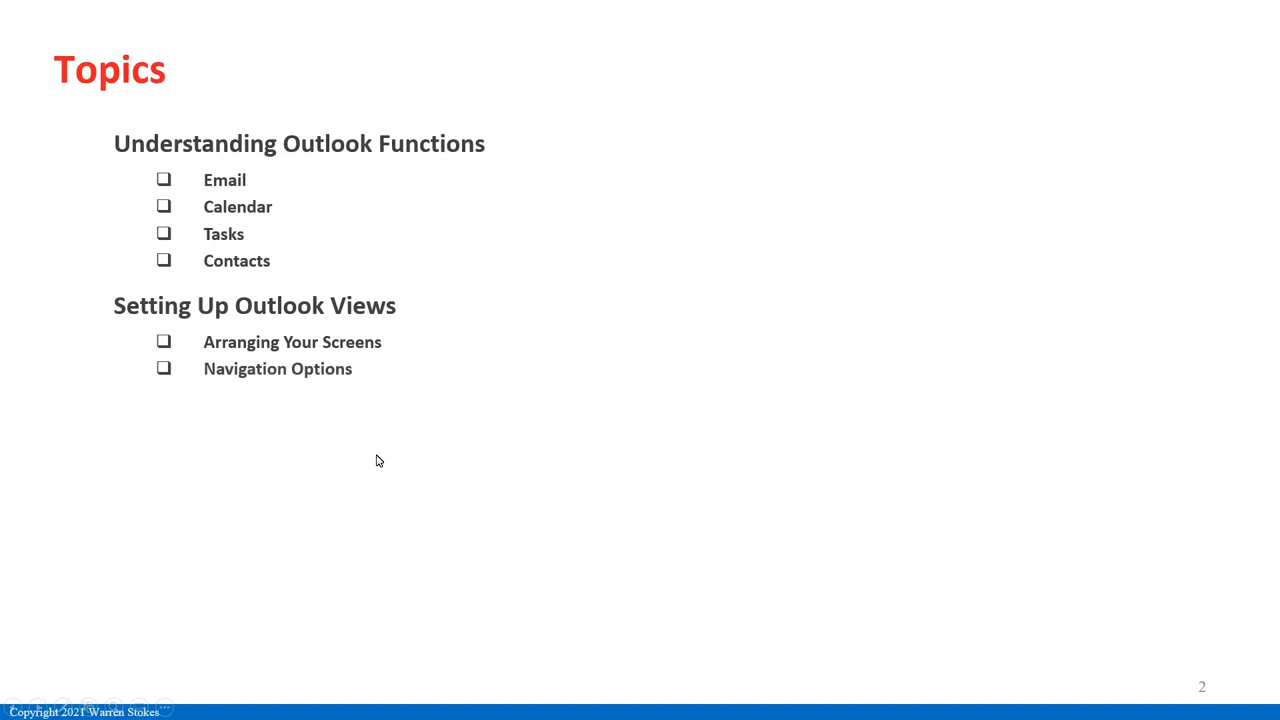 Topics
Understanding Outlook Functions
❑ Email
❑ Calendar
❑ Tasks
❑ Contacts
Setting Up Outlook Views
❑ Arranging Your Screens
❑ Navigation Options
2
Copyright 2021 Warren Stokes